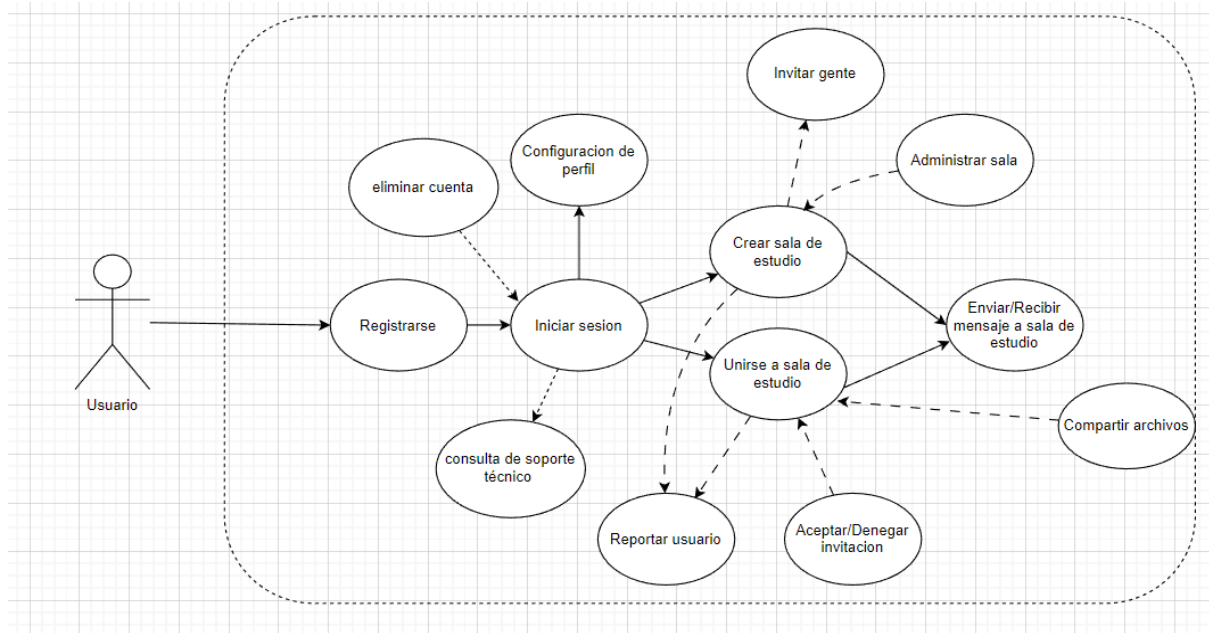 Invitar gente
Configuracion de
perfil
Administrar sala
eliminar cuenta
Crear sala de
estudio
Registrarse
Iniciar sesion
Enviar/Recibir
mensaje a sala de
estudio
Unirse a sala de
estudio
Usuario
Compartir archivos
consulta de soporte
técnico
Reportar usuario
Aceptar/Denegar
invitacion